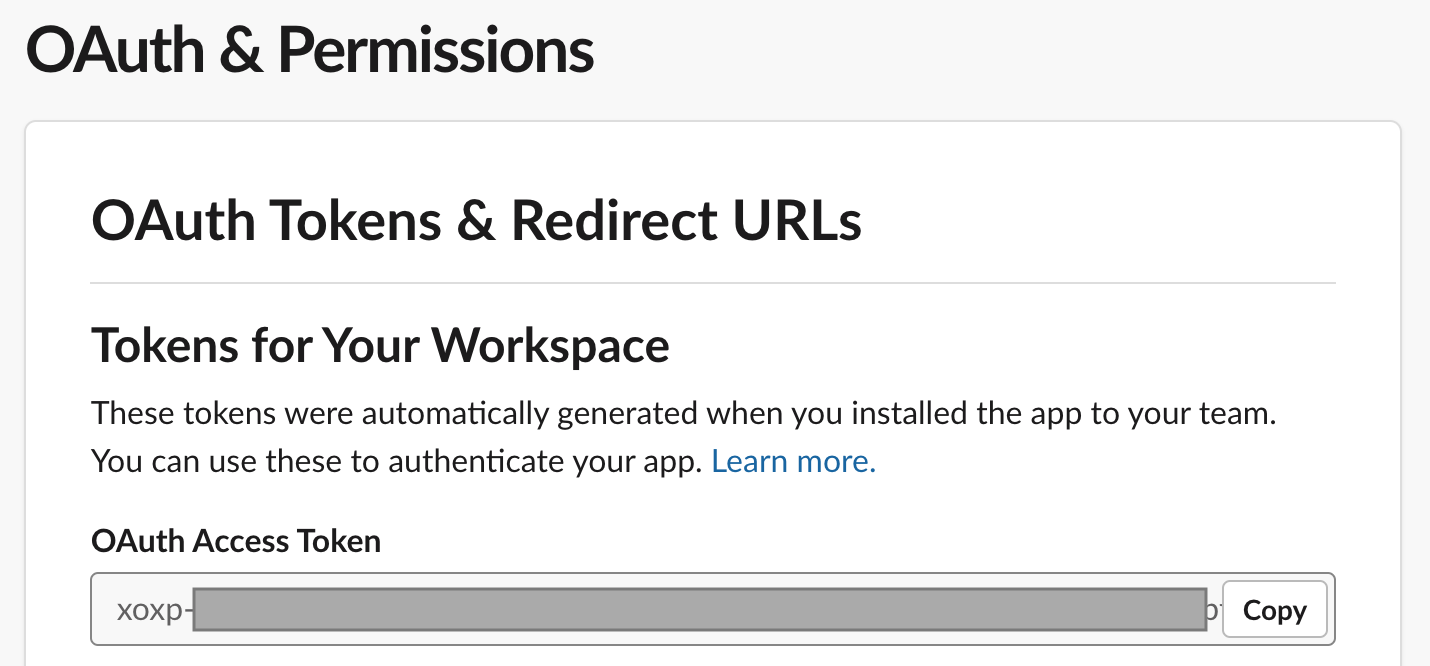 OAuth & Permissions
OAuth Tokens & Redirect URLs
Tokens for Your Workspace
These tokens were automatically generated when you installed the app to your team.
You can use these to authenticate your app. Learn more.
OAuth Access Token
xoxp-
Copy